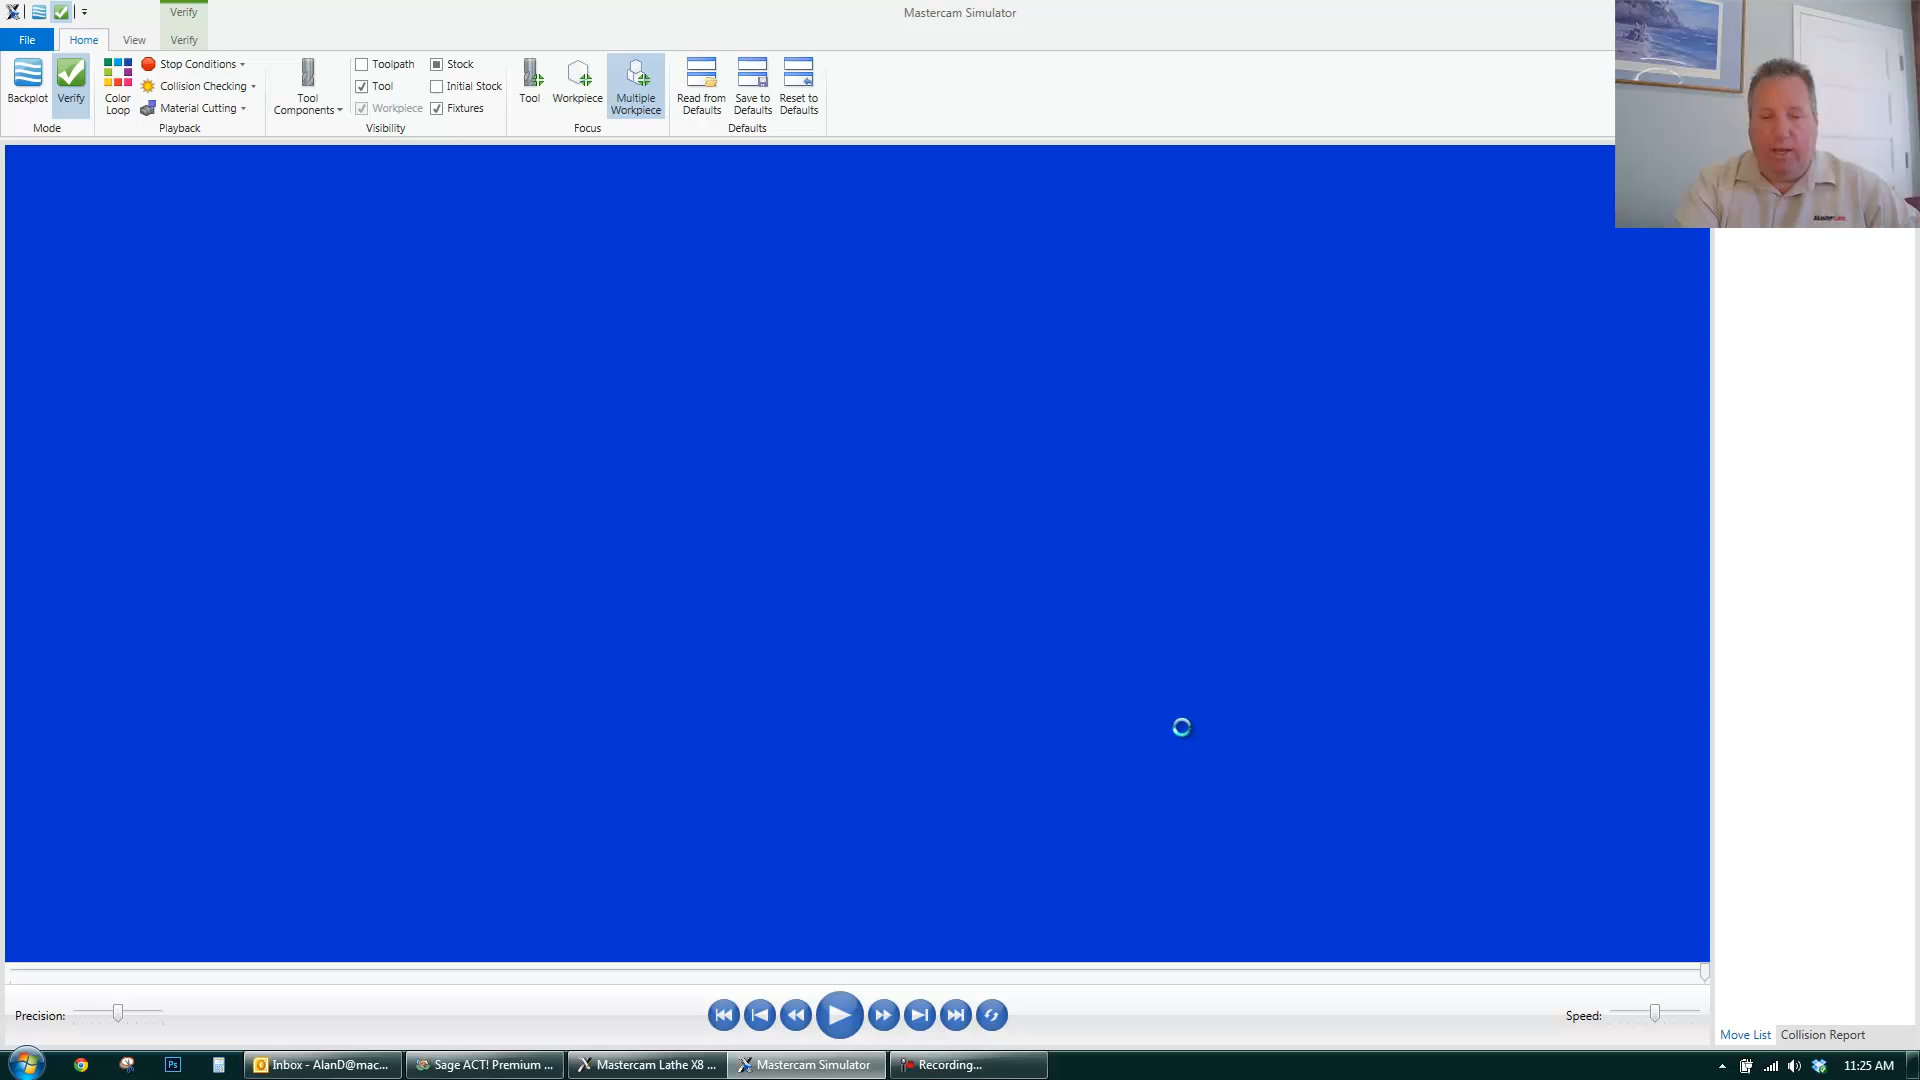 Verify
Mastercam Simulator
File
Home
View
Verify
Backplot
Verify
Mode
Color Loop
Stop Conditions
Collision Checking
Material Cutting
Playback
Tool Components
Toolpath
Tool
Workpiece
Stock
Initial Stock
Fixtures
Visibility
Tool
Workpiece
Multiple Workpiece
Focus
Read from Defaults
Save to Defaults
Reset to Defaults
Defaults
Precision:
Speed:
Move List
Collision Report
Inbox - AlanD@mac...
Sage ACT! Premium ...
Mastercam Lathe X8 ...
Mastercam Simulator
Recording...
11:25 AM